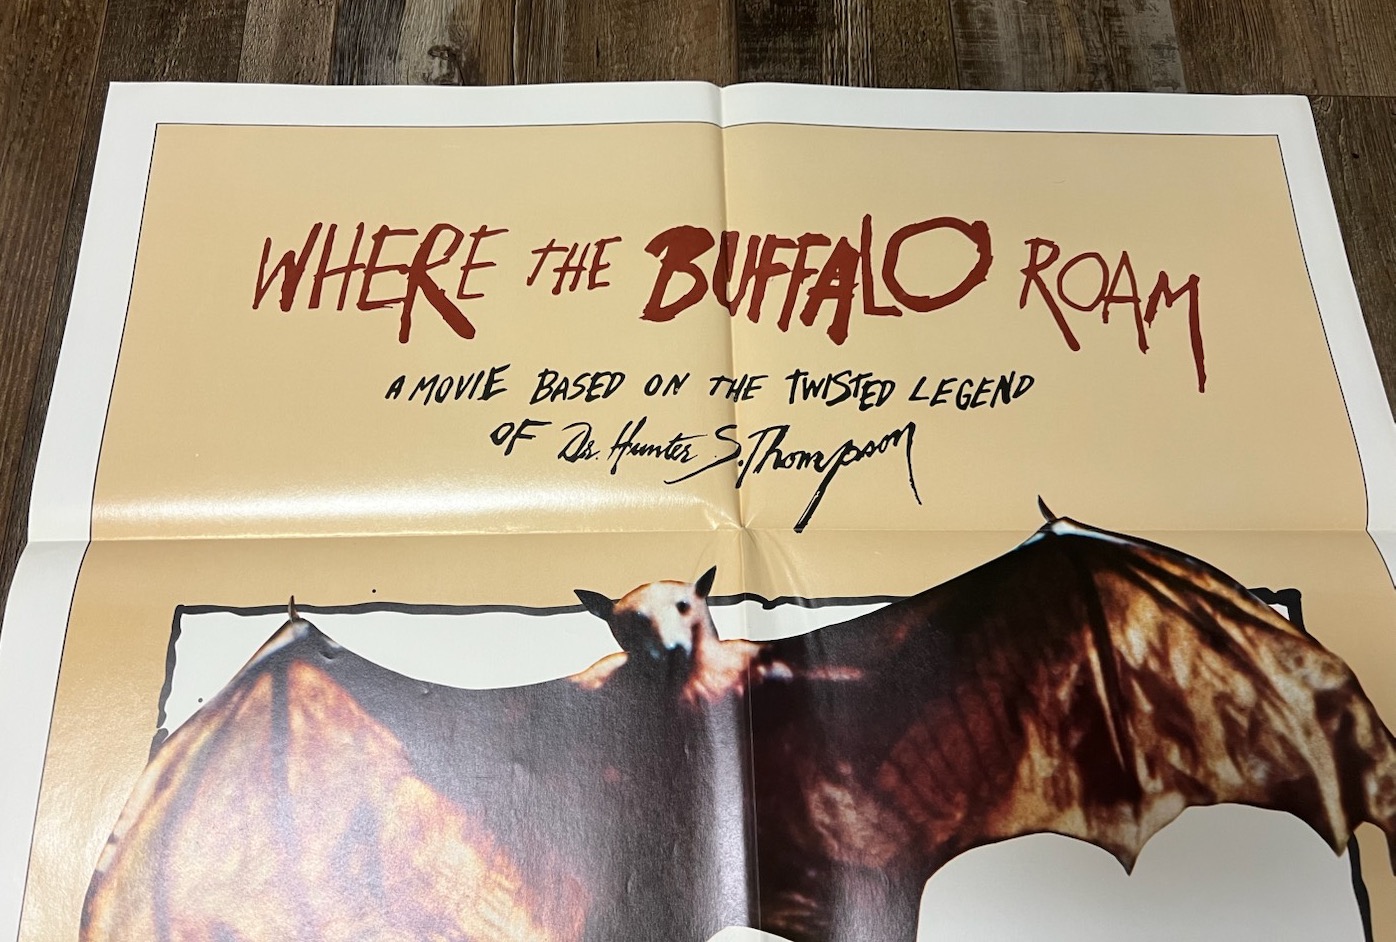 WHERE THE BUFFALO ROAM
A MOVIE BASED ON THE TWISTED LEGEND
OF Dr. Hunter S. Thompson